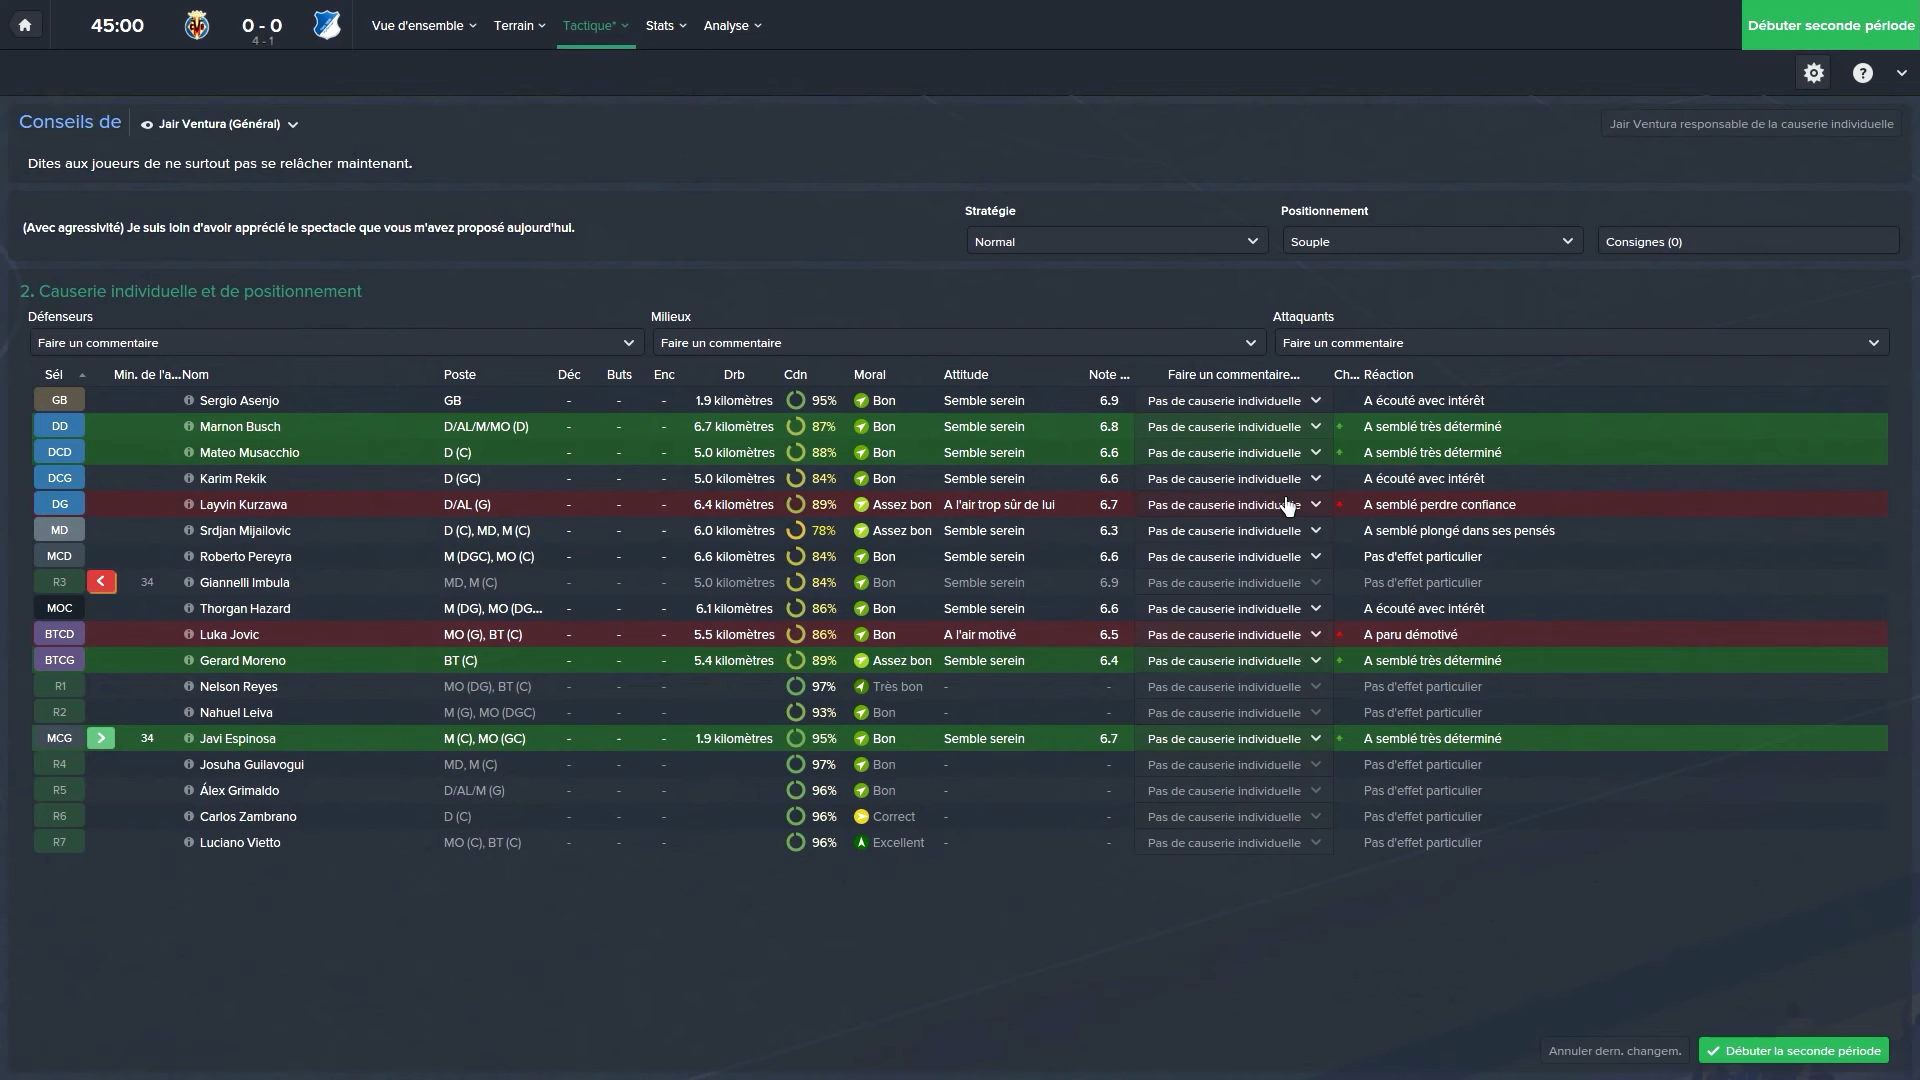 45:00 0 - 0 Vue d'ensemble Terrain Tactique* Stats Analyse Débuter seconde période
4 - 1
Conseils de Jair Ventura (Général) Jair Ventura responsable de la causerie individuelle
Dites aux joueurs de ne surtout pas se relâcher maintenant.
Stratégie Positionnement
(Avec agressivité) Je suis loin d'avoir apprécié le spectacle que vous m'avez proposé aujourd'hui.
Normal Souple Consignes (0)
2. Causerie individuelle et de positionnement
Défenseurs Milieux Attaquants
Faire un commentaire Faire un commentaire Faire un commentaire
Sél Min. de l'a... Nom Poste Déc Buts Enc Drb Cdn Moral Attitude Note ... Faire un commentaire... Ch... Réaction
GB Sergio Asenjo GB - - - 1.9 kilomètres 95% Bon Semble serein 6.9 Pas de causerie individuelle A écouté avec intérêt
DD Marnon Busch D/AL/M/MO (D) - - - 6.7 kilomètres 87% Bon Semble serein 6.8 Pas de causerie individuelle A semblé très déterminé
DCD Mateo Musacchio D (C) - - - 5.0 kilomètres 88% Bon Semble serein 6.6 Pas de causerie individuelle A semblé très déterminé
DCG Karim Rekik D (GC) - - - 5.0 kilomètres 84% Bon Semble serein 6.6 Pas de causerie individuelle A écouté avec intérêt
DG Layvin Kurzawa D/AL (G) - - - 6.4 kilomètres 89% Assez bon A l'air trop sûr de lui 6.7 Pas de causerie individuelle A semblé perdre confiance
MD Srdjan Mijailovic D (C), MD, M (C) - - - 6.0 kilomètres 78% Assez bon Semble serein 6.3 Pas de causerie individuelle A semblé plongé dans ses pensés
MCD Roberto Pereyra M (DGC), MO (C) - - - 6.6 kilomètres 84% Bon Semble serein 6.6 Pas de causerie individuelle Pas d'effet particulier
R3 34 Giannelli Imbula MD, M (C) - - - 5.0 kilomètres 84% Bon Semble serein 6.9 Pas de causerie individuelle Pas d'effet particulier
MOC Thorgan Hazard M (DG), MO (DG... - - - 6.1 kilomètres 86% Bon Semble serein 6.6 Pas de causerie individuelle A écouté avec intérêt
BTCD Luka Jovic MO (G), BT (C) - - - 5.5 kilomètres 86% Bon A l'air motivé 6.5 Pas de causerie individuelle A paru démotivé
BTCG Gerard Moreno BT (C) - - - 5.4 kilomètres 89% Assez bon Semble serein 6.4 Pas de causerie individuelle A semblé très déterminé
R1 Nelson Reyes MO (DG), BT (C) - - - 97% Très bon - - Pas de causerie individuelle Pas d'effet particulier
R2 Nahuel Leiva M (G), MO (DGC) - - - 93% Bon - - Pas de causerie individuelle Pas d'effet particulier
MCG 34 Javi Espinosa M (C), MO (GC) - - - 1.9 kilomètres 95% Bon Semble serein 6.7 Pas de causerie individuelle A semblé très déterminé
R4 Josuha Guilavogui MD, M (C) - - - 97% Bon - - Pas de causerie individuelle Pas d'effet particulier
R5 Álex Grimaldo D/AL/M (G) - - - 96% Bon - - Pas de causerie individuelle Pas d'effet particulier
R6 Carlos Zambrano D (C) - - - 96% Correct - - Pas de causerie individuelle Pas d'effet particulier
R7 Luciano Vietto MO (C), BT (C) - - - 96% Excellent - - Pas de causerie individuelle Pas d'effet particulier
Annuler dern. changem. Débuter la seconde période